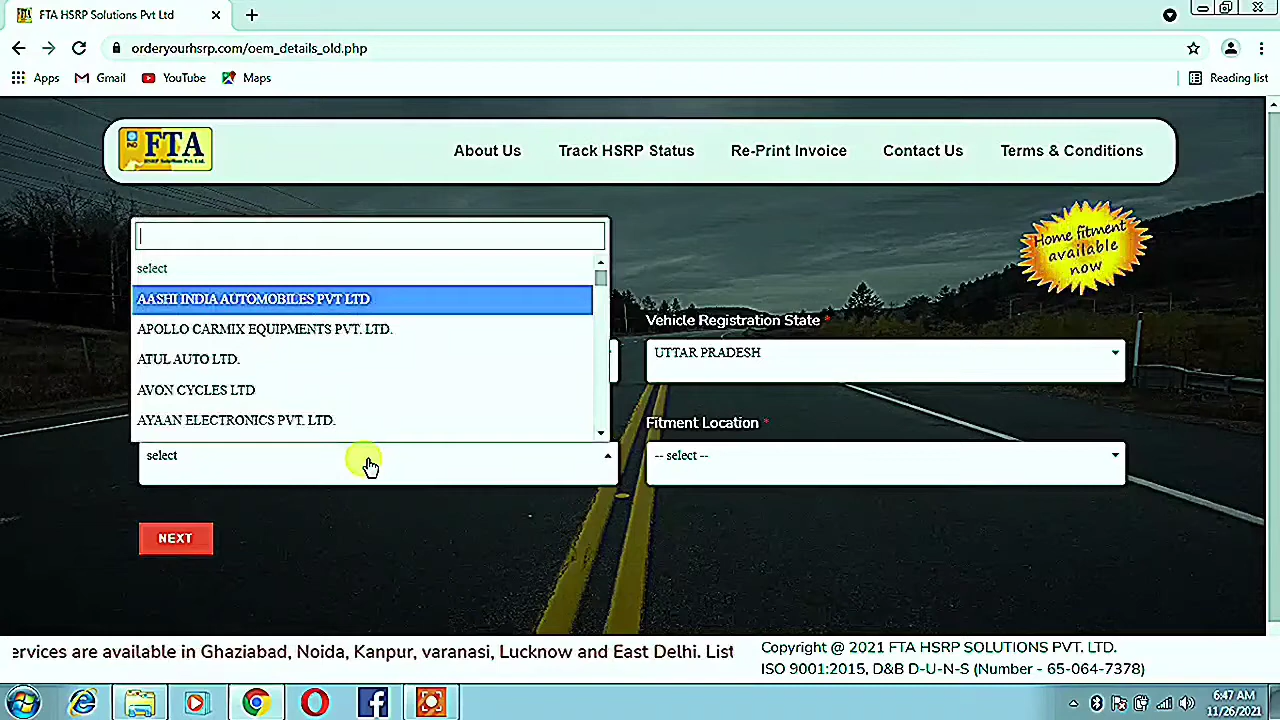 FTA HSRP Solutions Pvt Ltd
orderyourhsrp.com/oem_details_old.php
Apps Gmail YouTube Maps Reading list
FTA
HSRP Solutions Pvt. Ltd.
About Us Track HSRP Status Re-Print Invoice Contact Us Terms & Conditions
Home fitment
available
now
select
AASHI INDIA AUTOMOBILES PVT LTD
APOLLO CARMIX EQUIPMENTS PVT. LTD.
ATUL AUTO LTD.
AVON CYCLES LTD
AYAAN ELECTRONICS PVT. LTD.
select
Vehicle Registration State *
UTTAR PRADESH
Fitment Location *
-- select --
NEXT
ervices are available in Ghaziabad, Noida, Kanpur, varanasi, Lucknow and East Delhi. List
Copyright @ 2021 FTA HSRP SOLUTIONS PVT. LTD.
ISO 9001:2015, D&B D-U-N-S (Number - 65-064-7378)
6:47 AM
11/26/2021